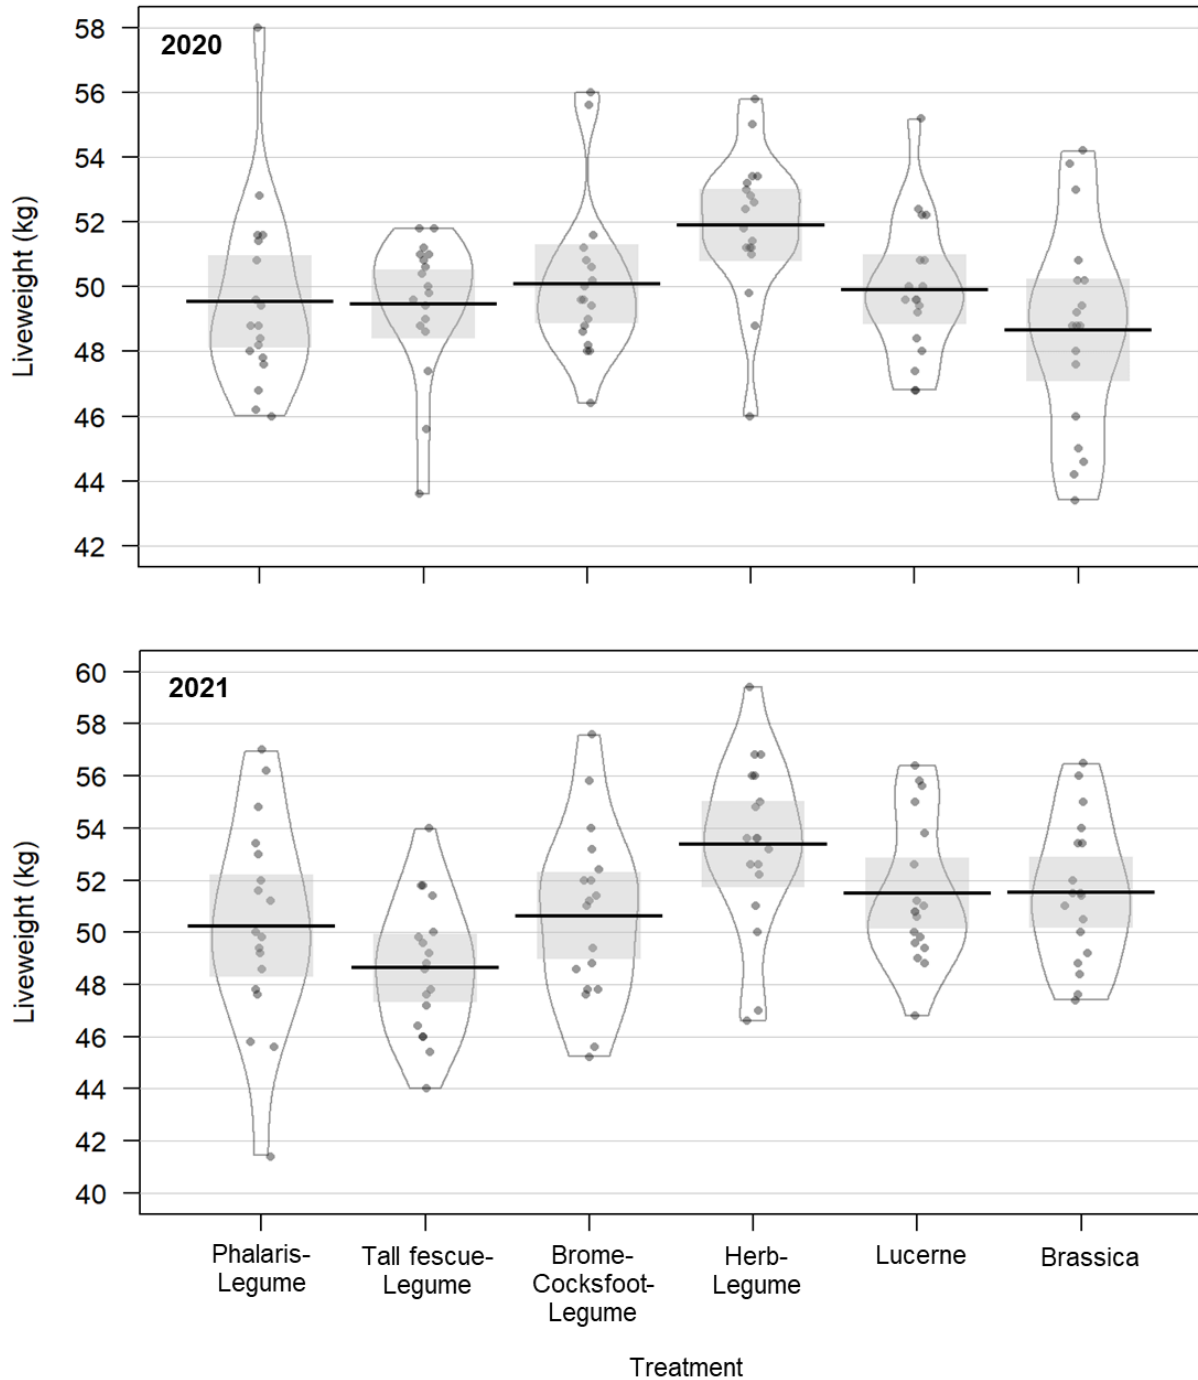 2020
Liveweight (kg)
58
56
54
52
50
48
46
44
42
2021
Liveweight (kg)
60
58
56
54
52
50
48
46
44
42
40
Phalaris-
Legume
Tall fescue-
Legume
Brome-
Cocksfoot-
Legume
Herb-
Legume
Lucerne
Brassica
Treatment